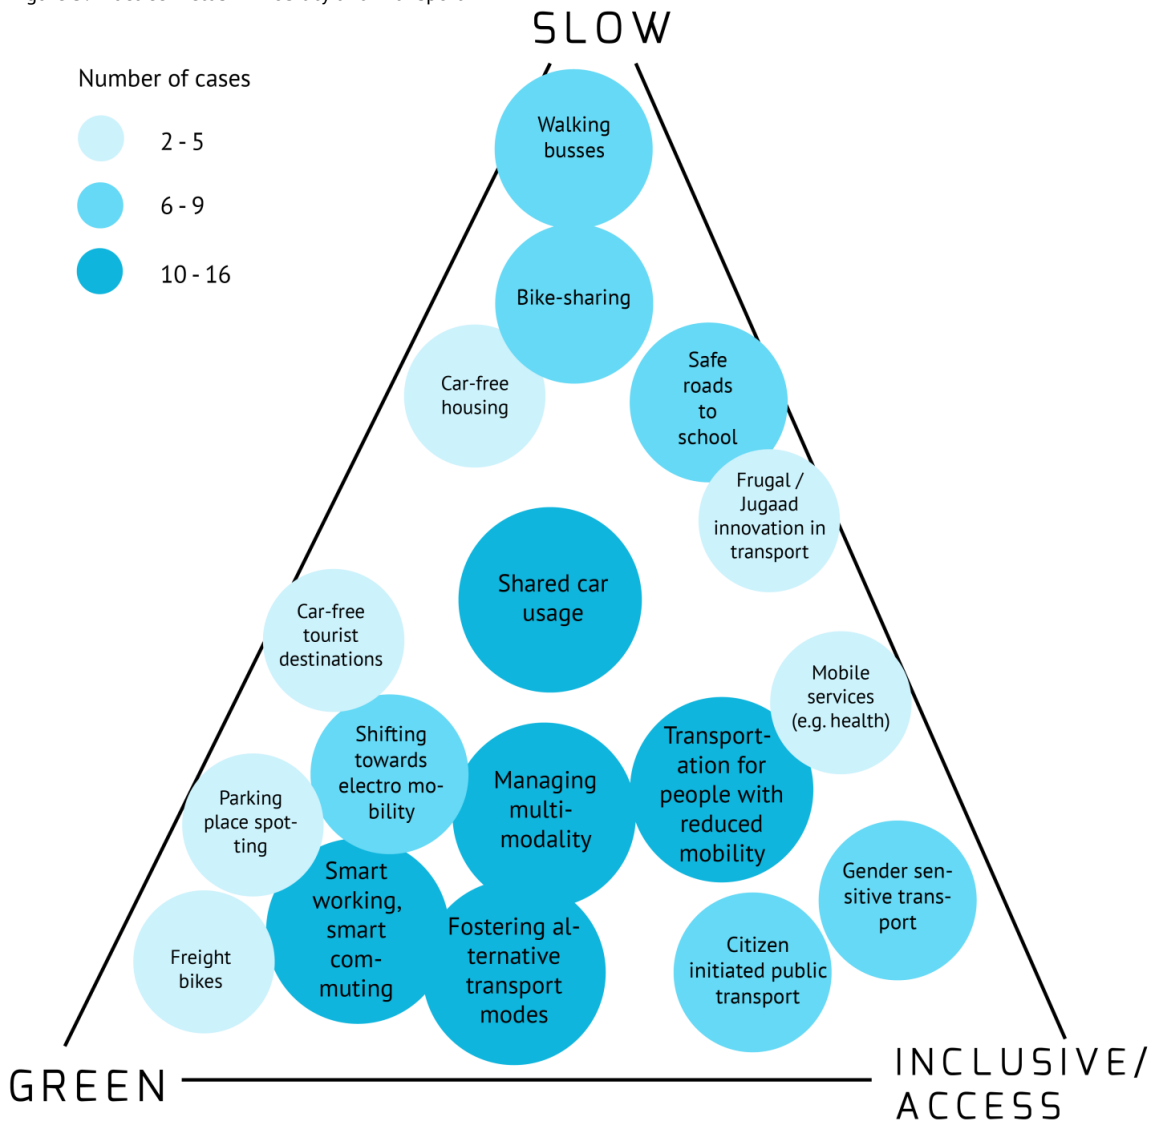 SLOW
Number of cases
2 - 5
6 - 9
10 - 16
Walking
busses
Bike-sharing
Car-free
housing
Safe
roads
to
school
Frugal /
Jugaad
innovation in
transport
Shared car
usage
Car-free
tourist
destinations
Mobile
services
(e.g. health)
Shifting
towards
electro mo-
bility
Managing
multi-
modality
Transport-
ation for
people with
reduced
mobility
Parking
place spot-
ting
Smart
working,
smart
com-
muting
Fostering al-
ternative
transport
modes
Gender sen-
sitive trans-
port
Citizen
initiated public
transport
Freight
bikes
GREEN
INCLUSIVE/
ACCESS